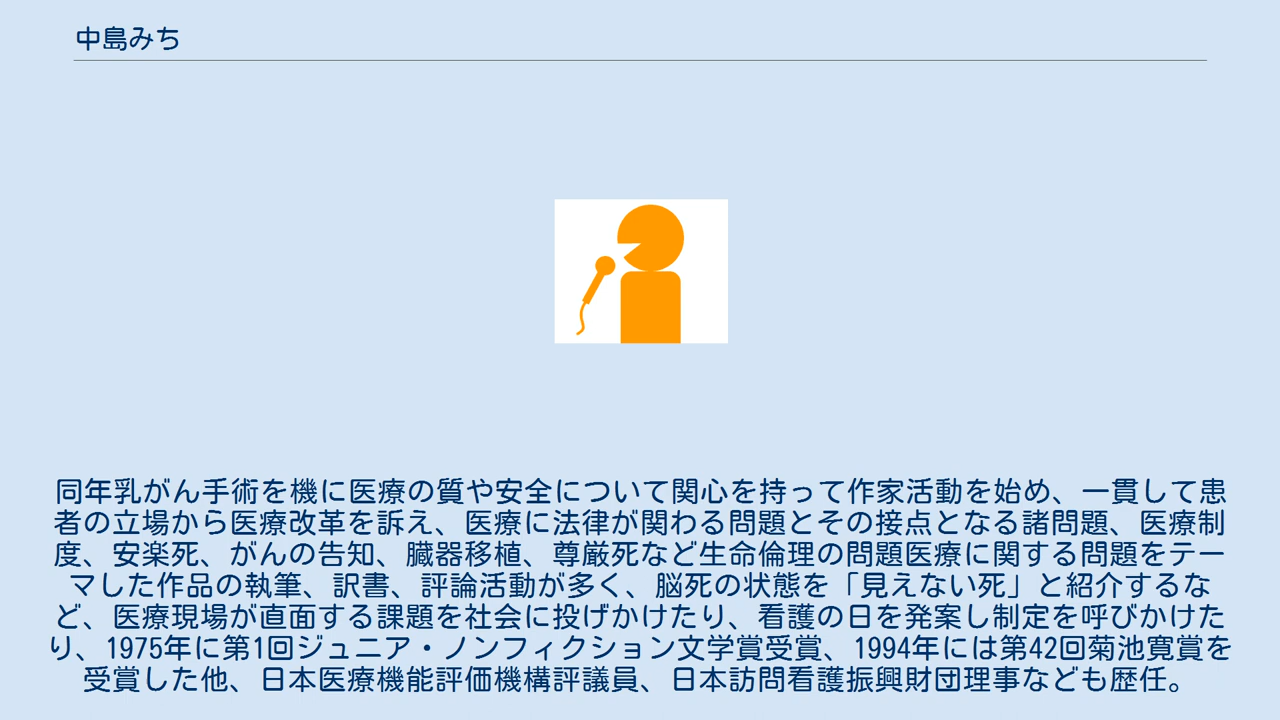 中島みち
同年乳がん手術を機に医療の質や安全について関心を持って作家活動を始め、一貫して患
者の立場から医療改革を訴え、医療に法律が関わる問題とその接点となる諸問題、医療制
度、安楽死、がんの告知、臓器移植、尊厳死など生命倫理の問題医療に関する問題をテー
マした作品の執筆、訳書、評論活動が多く、脳死の状態を「見えない死」と紹介するな
ど、医療現場が直面する課題を社会に投げかけたり、看護の日を発案し制定を呼びかけた
り、1975年に第1回ジュニア・ノンフィクション文学賞受賞、1994年には第42回菊池寛賞を
受賞した他、日本医療機能評価機構評議員、日本訪問看護振興財団理事なども歴任。